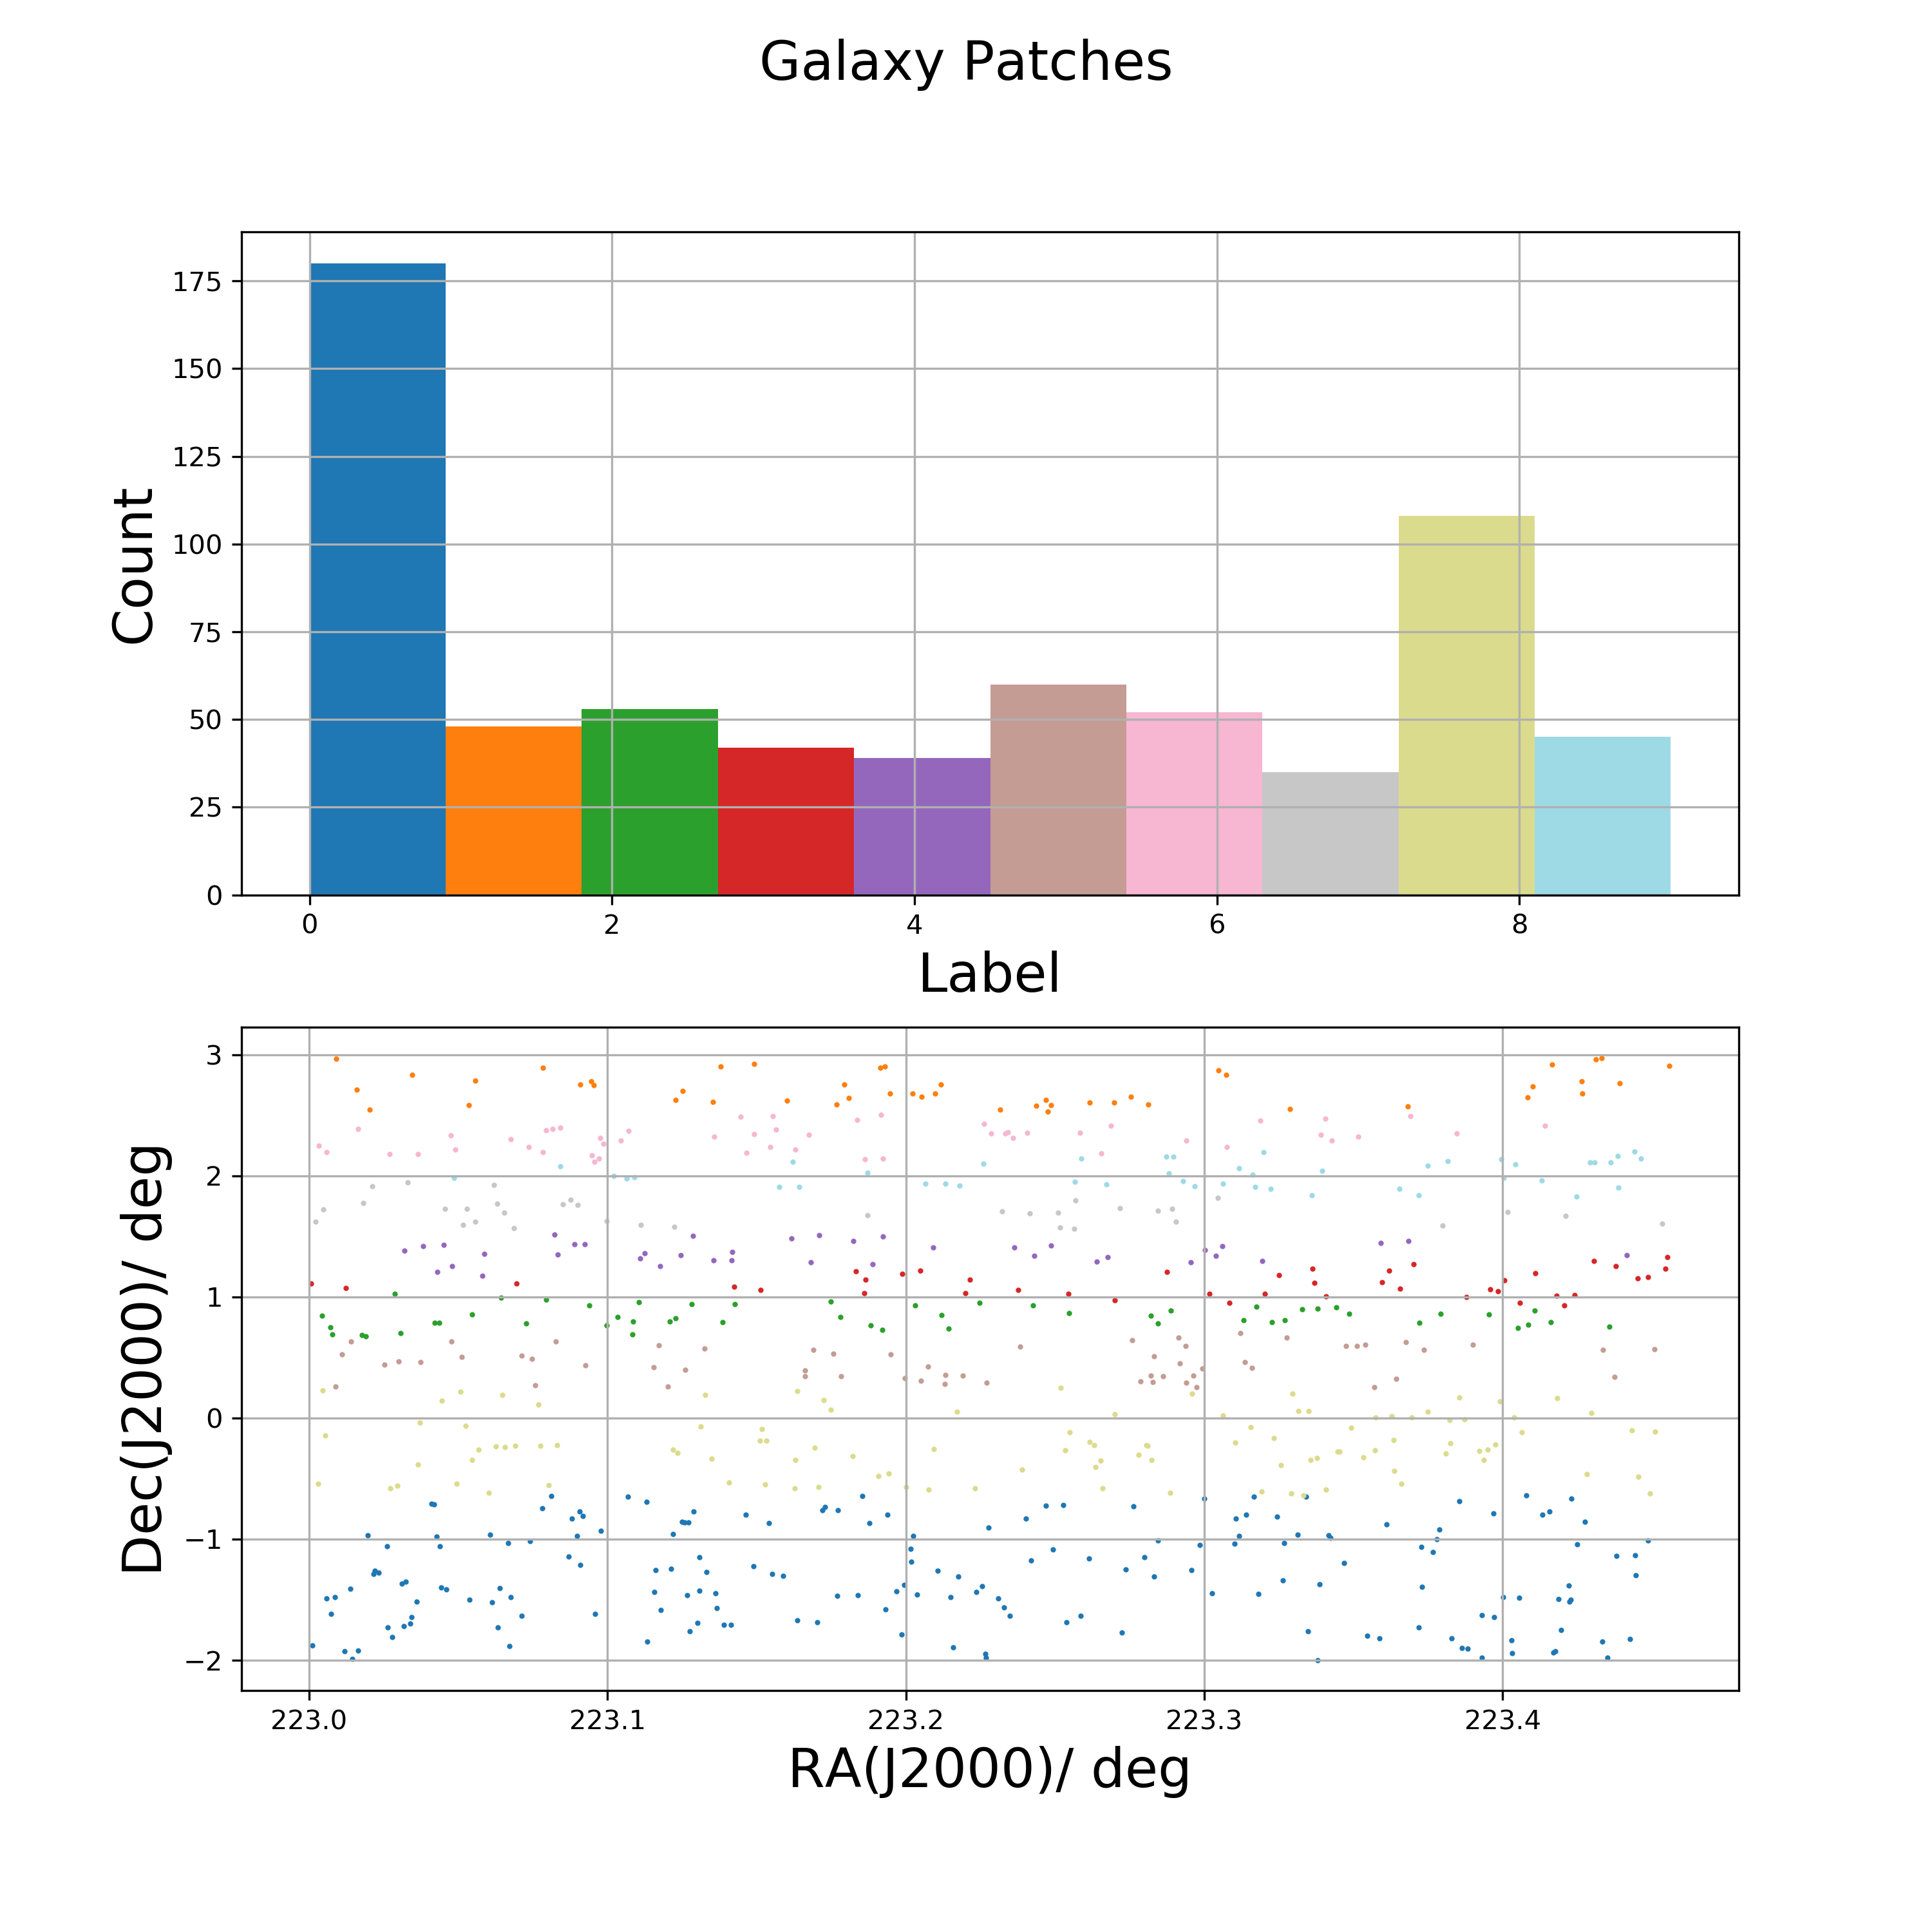 Galaxy Patches
175
150
125
100
75
50
25
0
Count
0 2 4 6 8
Label
3
2
1
0
−1
−2
Dec(J2000)/ deg
223.0 223.1 223.2 223.3 223.4
RA(J2000)/ deg